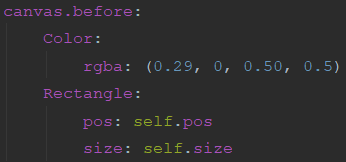 canvas.before:
    Color:
        rgba: (0.29, 0, 0.50, 0.5)
    Rectangle:
        pos: self.pos
        size: self.size